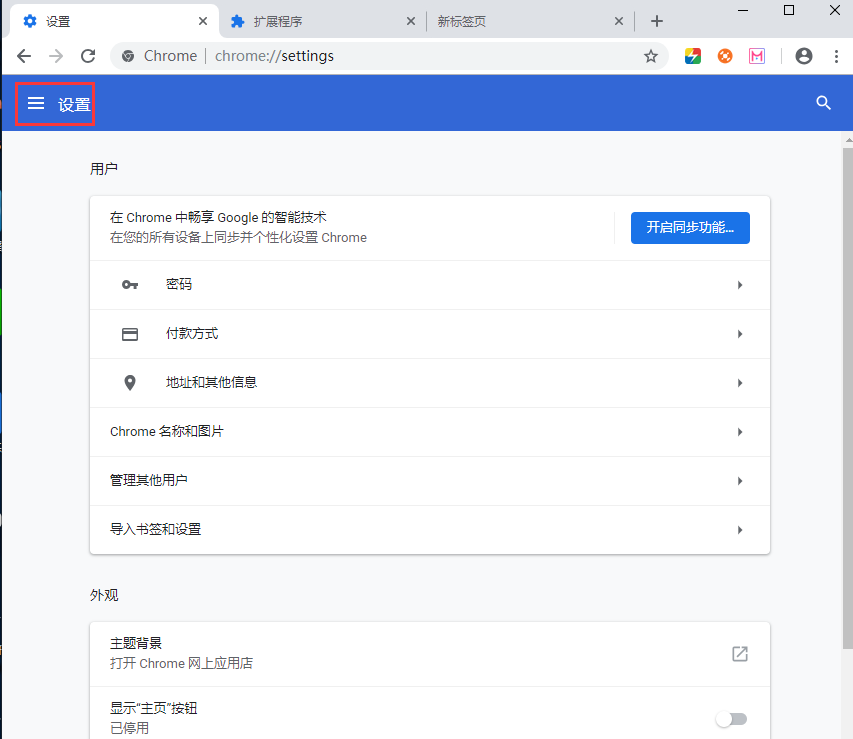 设置
扩展程序
新标签页
Chrome | chrome://settings
设置
用户
在 Chrome 中畅享 Google 的智能技术
在您的所有设备上同步并个性化设置 Chrome
开启同步功能...
密码
付款方式
地址和其他信息
Chrome 名称和图片
管理其他用户
导入书签和设置
外观
主题背景
打开 Chrome 网上应用店
显示“主页”按钮
已停用